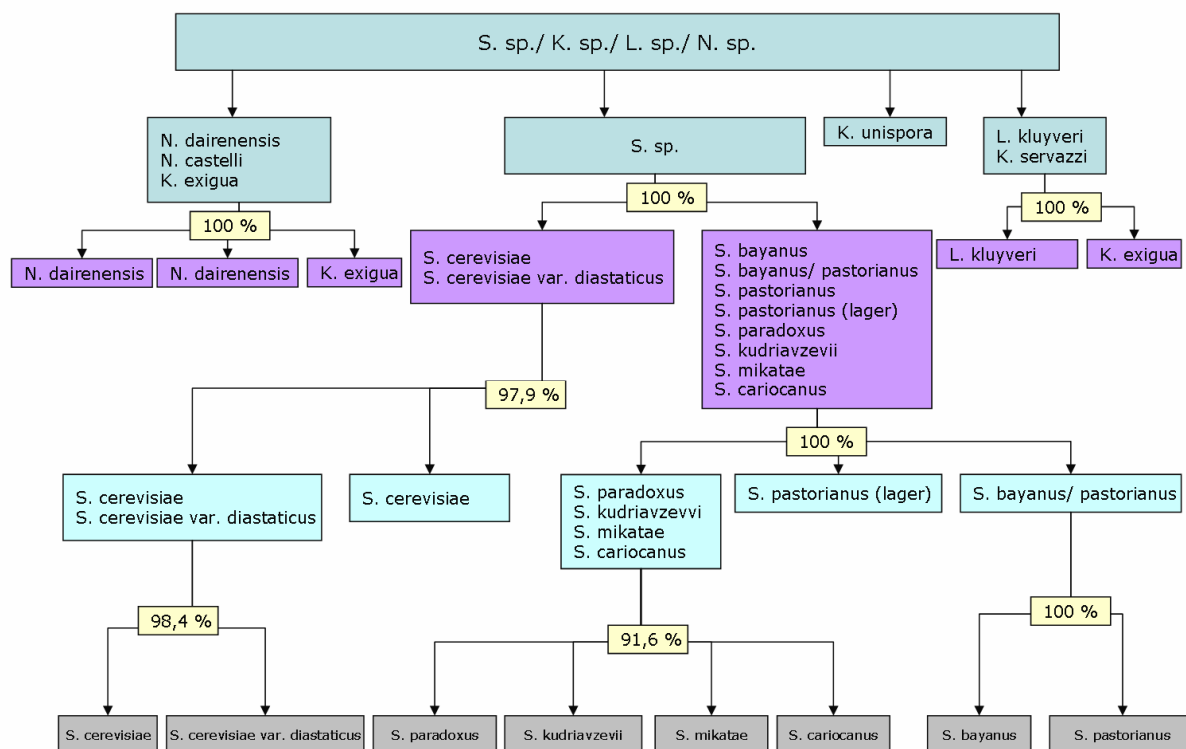 S. sp./ K. sp./ L. sp./ N. sp.
N. dairenensis
N. castelli
K. exigua
S. sp.
K. unispora
L. kluyveri
K. servazzi
100 %
100 %
100 %
N. dairenensis
N. dairenensis
K. exigua
S. cerevisiae
S. cerevisiae var. diastaticus
S. bayanus
S. bayanus/ pastorianus
S. pastorianus
S. pastorianus (lager)
S. paradoxus
S. kudriavzevii
S. mikatae
S. cariocanus
L. kluyveri
K. exigua
97,9 %
100 %
S. cerevisiae
S. cerevisiae var. diastaticus
S. cerevisiae
S. paradoxus
S. kudriavzevvi
S. mikatae
S. cariocanus
S. pastorianus (lager)
S. bayanus/ pastorianus
98,4 %
91,6 %
100 %
S. cerevisiae
S. cerevisiae var. diastaticus
S. paradoxus
S. kudriavzevii
S. mikatae
S. cariocanus
S. bayanus
S. pastorianus